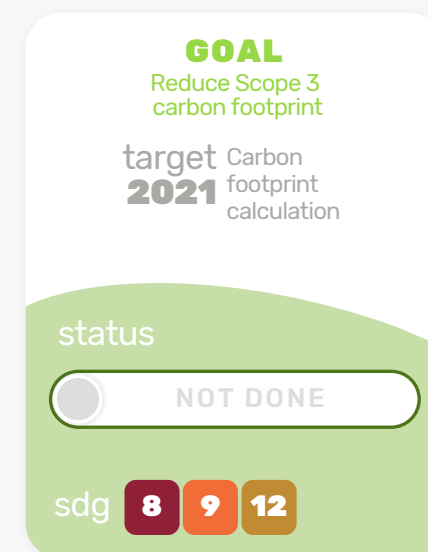 GOAL
Reduce Scope 3
carbon footprint
target
2021
Carbon
footprint
calculation
status
NOT DONE
sdg 8 9 12